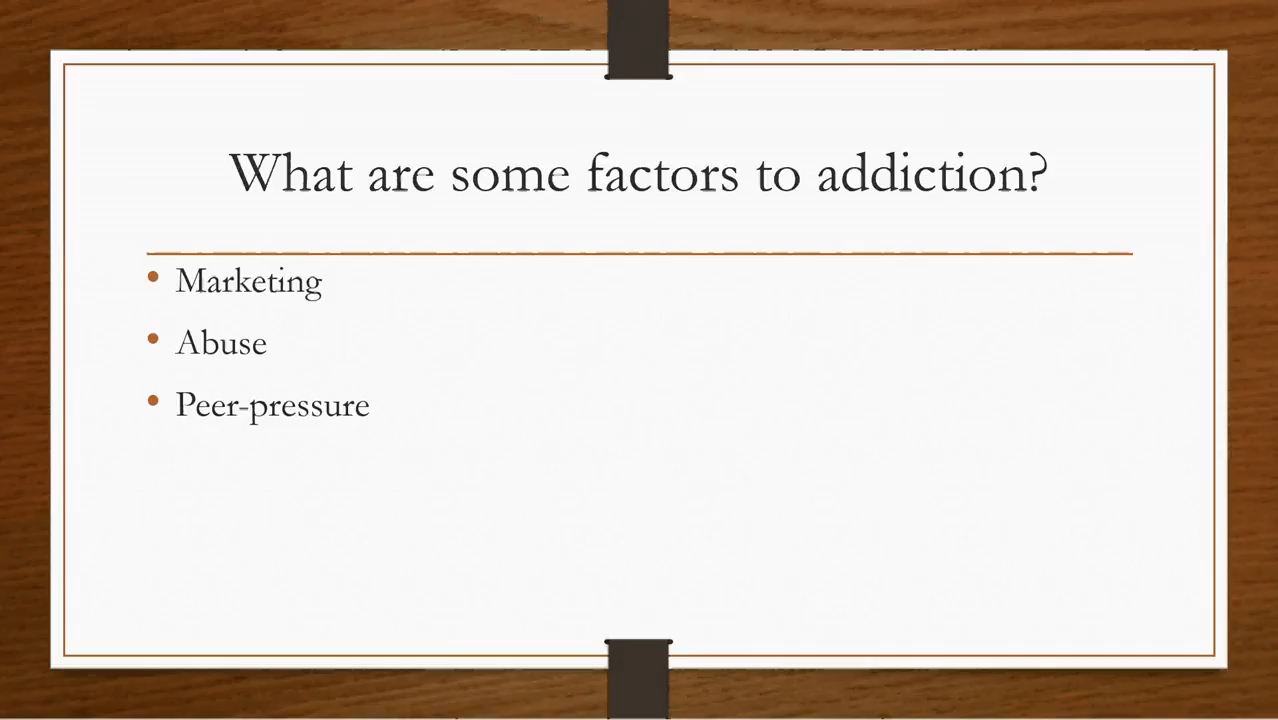 What are some factors to addiction?
• Marketing
• Abuse
• Peer-pressure